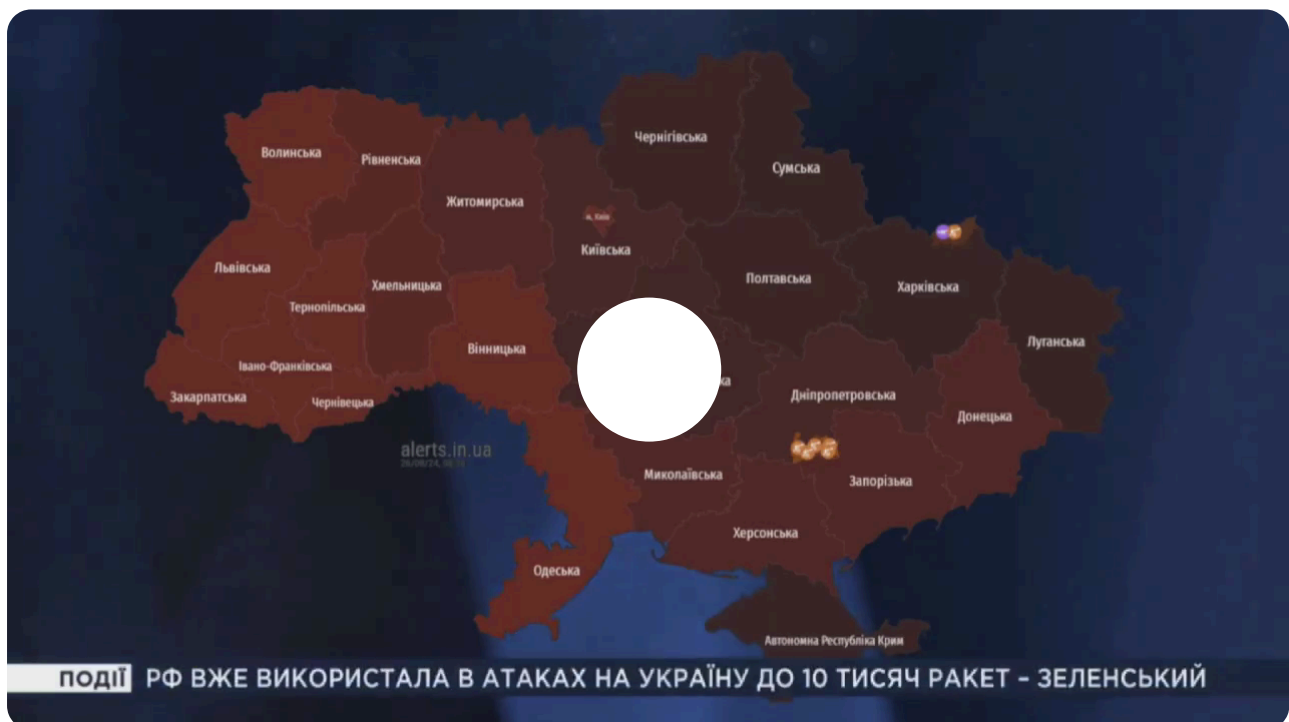 Чернігівська
Сумська
Волинська
Рівненська
Житомирська
м. Київ
Київська
Львівська
Хмельницька
Полтавська
Харківська
Тернопільська
Вінницька
Луганська
Івано-Франківська
Закарпатська
Чернівецька
Дніпропетровська
Донецька
alerts.in.ua
Миколаївська
Запорізька
Херсонська
Одеська
Автономна Республіка Крим
ПОДІЇ РФ ВЖЕ ВИКОРИСТАЛА В АТАКАХ НА УКРАЇНУ ДО 10 ТИСЯЧ РАКЕТ – ЗЕЛЕНСЬКИЙ